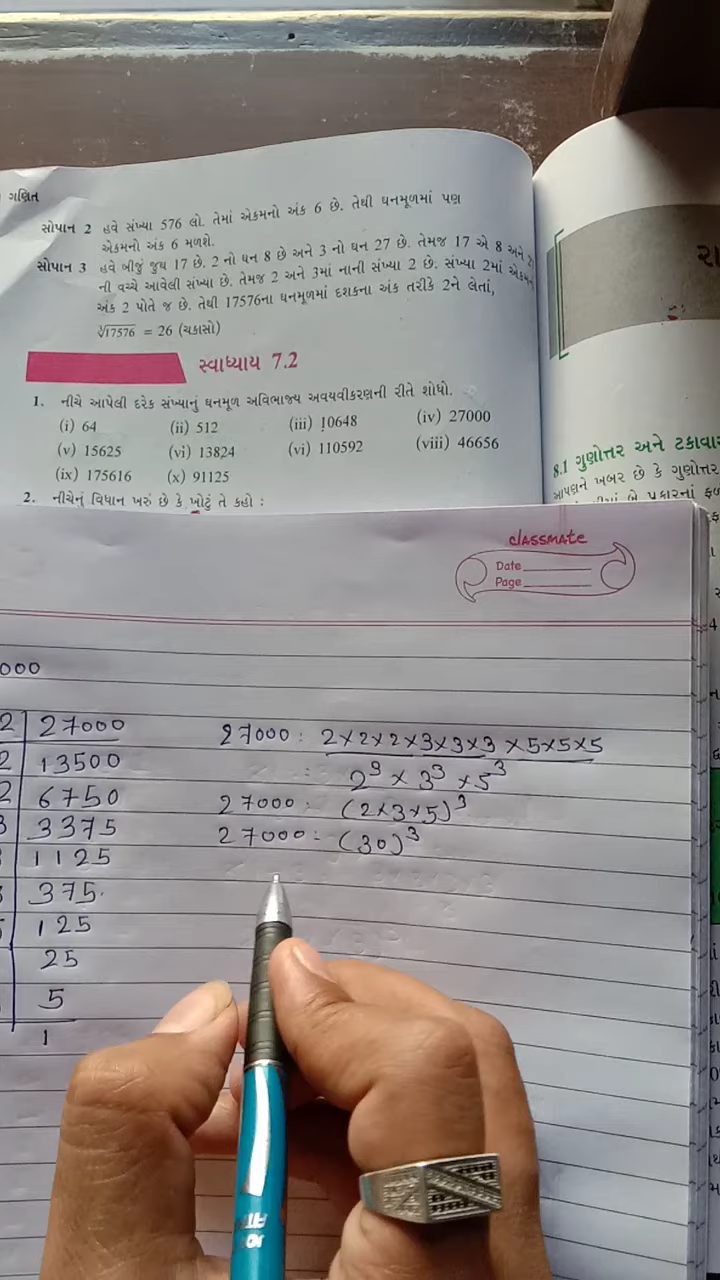 ગણિત
સોપાન 2 હવે સંખ્યા 576 લો. તેમાં એકમનો અંક 6 છે. તેથી ઘનમૂળમાં પણ
એકમનો અંક 6 મળશે.
સોપાન 3 હવે બીજું જૂથ 17 છે. 2 નો ઘન 8 છે અને 3 નો ઘન 27 છે. તેમજ 17 એ 8 અને
ની વચ્ચે આવેલી સંખ્યા છે. તેમજ 2 અને 3માં નાની સંખ્યા 2 છે. સંખ્યા 2માં
અંક 2 પોતે જ છે. તેથી 17576ના ઘનમૂળમાં દશકના અંક તરીકે 2ને લેતાં,
∛17576 = 26 (ચકાસો)
સ્વાધ્યાય 7.2
1. નીચે આપેલી દરેક સંખ્યાનું ઘનમૂળ અવિભાજ્ય અવયવીકરણની રીતે શોધો.
(i) 64 (ii) 512 (iii) 10648 (iv) 27000
(v) 15625 (vi) 13824 (vi) 110592 (viii) 46656
(ix) 175616 (x) 91125
2. નીચેનું વિધાન ખરું છે કે ખોટું તે કહો :
8.1 ગુણોત્તર અને ટકાવાર
આપણને ખબર છે કે ગુણોત્તર
classmate
Date
Page
000
2 27000
2 13500
2 6750
3 3375
1125
375
125
25
5
1
27000 : 2×2×2×3×3×3×5×5×5
: 2³ × 3³ × 5³
27000 : (2×3×5)³
27000 : (30)³